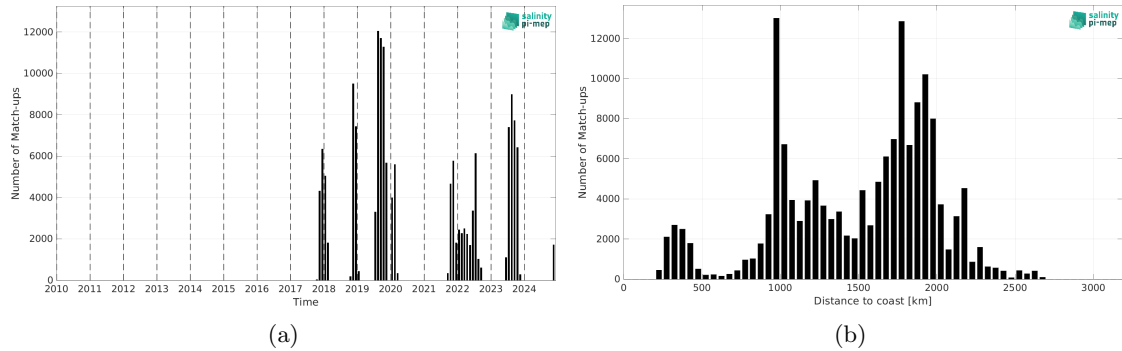 salinity
pi-mep
12000
10000
8000
6000
4000
2000
0
Number of Match-ups
2010 2011 2012 2013 2014 2015 2016 2017 2018 2019 2020 2021 2022 2023 2024
Time
(a)
salinity
pi-mep
12000
10000
8000
6000
4000
2000
0
Number of Match-ups
0 500 1000 1500 2000 2500 3000
Distance to coast [km]
(b)